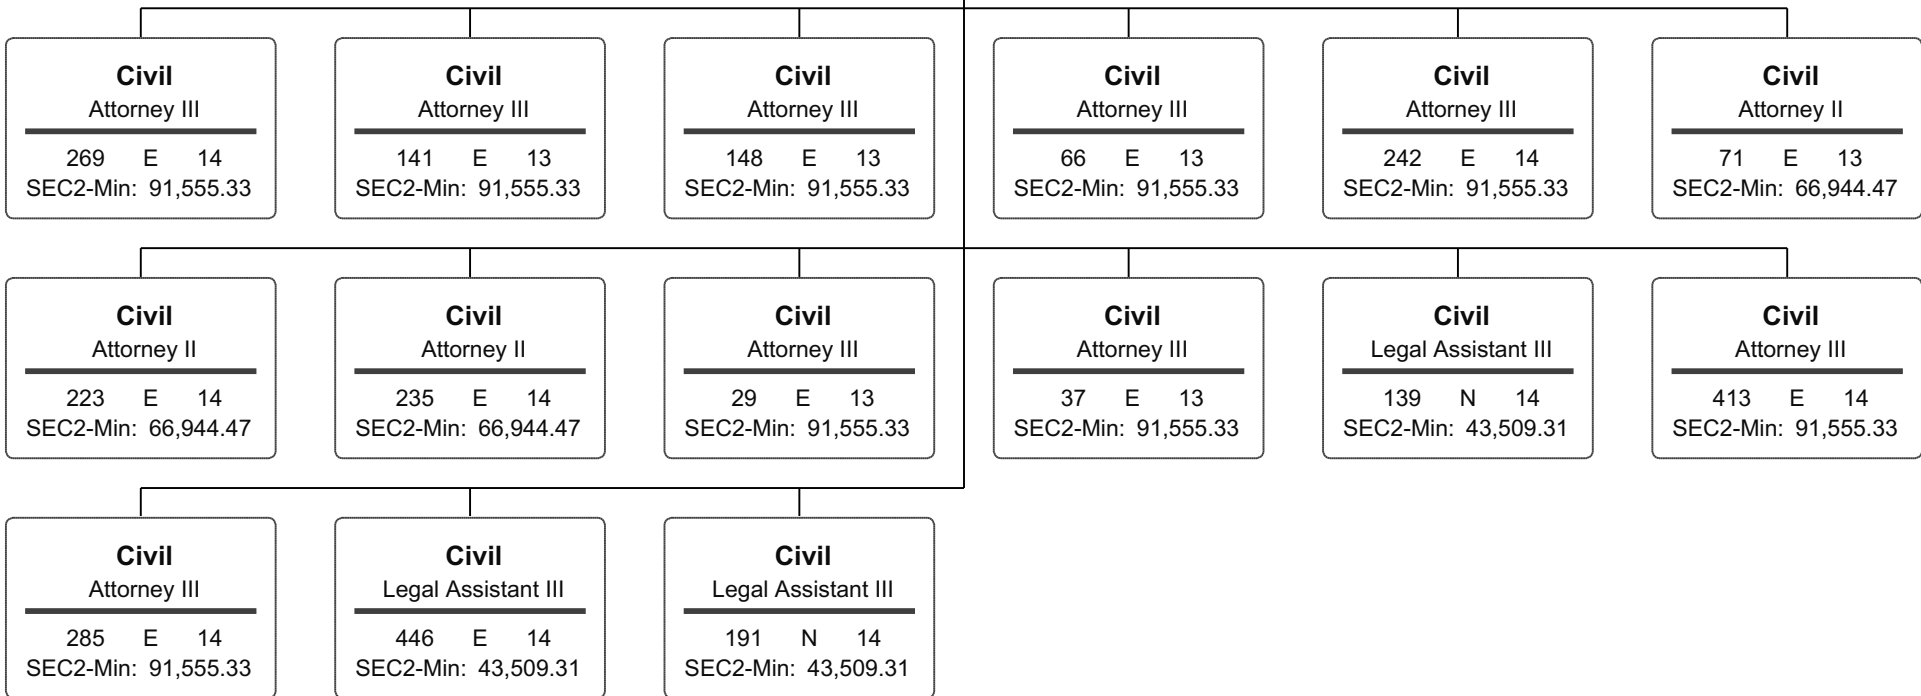 Civil
Attorney III
269 E 14
SEC2-Min: 91,555.33
Civil
Attorney III
141 E 13
SEC2-Min: 91,555.33
Civil
Attorney III
148 E 13
SEC2-Min: 91,555.33
Civil
Attorney III
66 E 13
SEC2-Min: 91,555.33
Civil
Attorney III
242 E 14
SEC2-Min: 91,555.33
Civil
Attorney II
71 E 13
SEC2-Min: 66,944.47
Civil
Attorney II
223 E 14
SEC2-Min: 66,944.47
Civil
Attorney II
235 E 14
SEC2-Min: 66,944.47
Civil
Attorney III
29 E 13
SEC2-Min: 91,555.33
Civil
Attorney III
37 E 13
SEC2-Min: 91,555.33
Civil
Legal Assistant III
139 N 14
SEC2-Min: 43,509.31
Civil
Attorney III
413 E 14
SEC2-Min: 91,555.33
Civil
Attorney III
285 E 14
SEC2-Min: 91,555.33
Civil
Legal Assistant III
446 E 14
SEC2-Min: 43,509.31
Civil
Legal Assistant III
191 N 14
SEC2-Min: 43,509.31